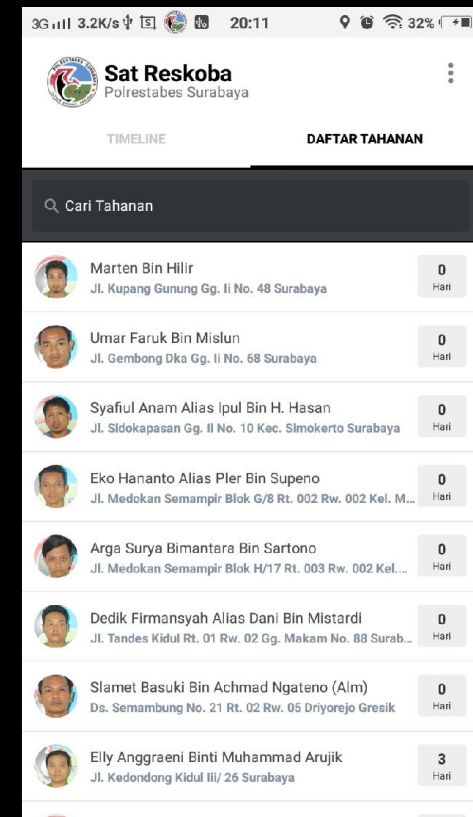 3G 3.2K/s 20:11 32%
Sat Reskoba
Polrestabes Surabaya
TIMELINE DAFTAR TAHANAN
Cari Tahanan
Marten Bin Hilir
Jl. Kupang Gunung Gg. Ii No. 48 Surabaya
0
Hari
Umar Faruk Bin Mislun
Jl. Gembong Dka Gg. Ii No. 68 Surabaya
0
Hari
Syafiul Anam Alias Ipul Bin H. Hasan
Jl. Sidokapasan Gg. Ii No. 10 Kec. Simokerto Surabaya
0
Hari
Eko Hananto Alias Pler Bin Supeno
Jl. Medokan Semampir Blok G/8 Rt. 002 Rw. 002 Kel. M...
0
Hari
Arga Surya Bimantara Bin Sartono
Jl. Medokan Semampir Blok H/17 Rt. 003 Rw. 002 Kel....
0
Hari
Dedik Firmansyah Alias Dani Bin Mistardi
Jl. Tandes Kidul Rt. 01 Rw. 02 Gg. Makam No. 88 Surab...
0
Hari
Slamet Basuki Bin Achmad Ngateno (Alm)
Ds. Semambung No. 21 Rt. 02 Rw. 05 Driyorejo Gresik
0
Hari
Elly Anggraeni Binti Muhammad Arujik
Jl. Kedondong Kidul Iii/ 26 Surabaya
3
Hari